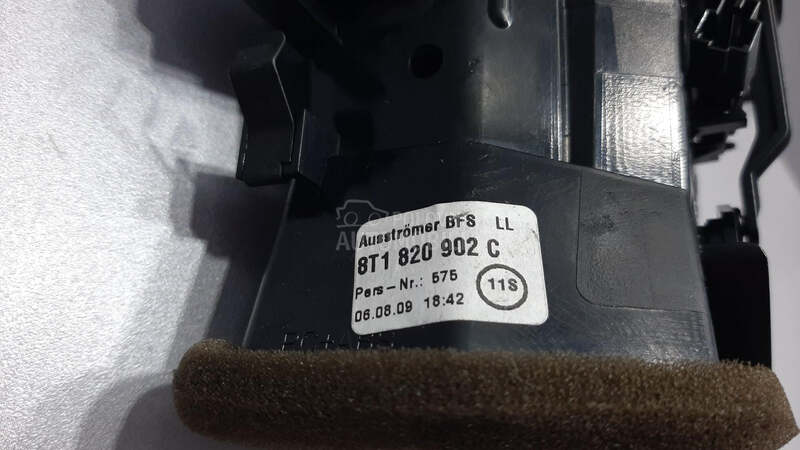 Ausströmer BFS LL
8T1 820 902 C
Pers-Nr.: 575
11S
06.08.09 18:42